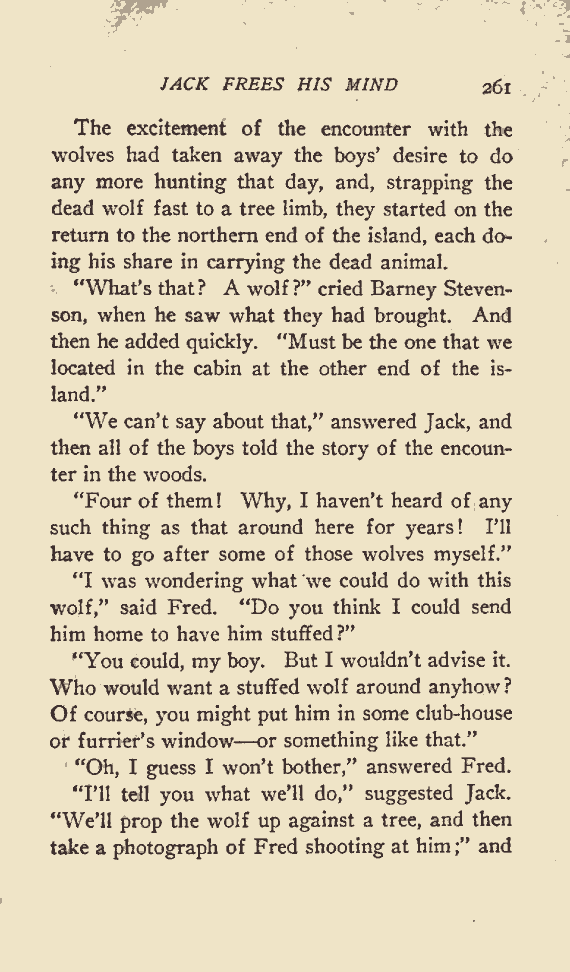 JACK FREES HIS MIND 261
The excitement of the encounter with the
wolves had taken away the boys’ desire to do
any more hunting that day, and, strapping the
dead wolf fast to a tree limb, they started on the
return to the northern end of the island, each do-
ing his share in carrying the dead animal.
“What’s that? A wolf?” cried Barney Steven-
son, when he saw what they had brought. And
then he added quickly. “Must be the one that we
located in the cabin at the other end of the is-
land.”
“We can’t say about that,” answered Jack, and
then all of the boys told the story of the encoun-
ter in the woods.
“Four of them! Why, I haven’t heard of any
such thing as that around here for years! I’ll
have to go after some of those wolves myself.”
“I was wondering what we could do with this
wolf,” said Fred. “Do you think I could send
him home to have him stuffed?”
“You could, my boy. But I wouldn’t advise it.
Who would want a stuffed wolf around anyhow?
Of course, you might put him in some club-house
or furrier’s window—or something like that.”
“Oh, I guess I won’t bother,” answered Fred.
“I’ll tell you what we’ll do,” suggested Jack.
“We’ll prop the wolf up against a tree, and then
take a photograph of Fred shooting at him;” and